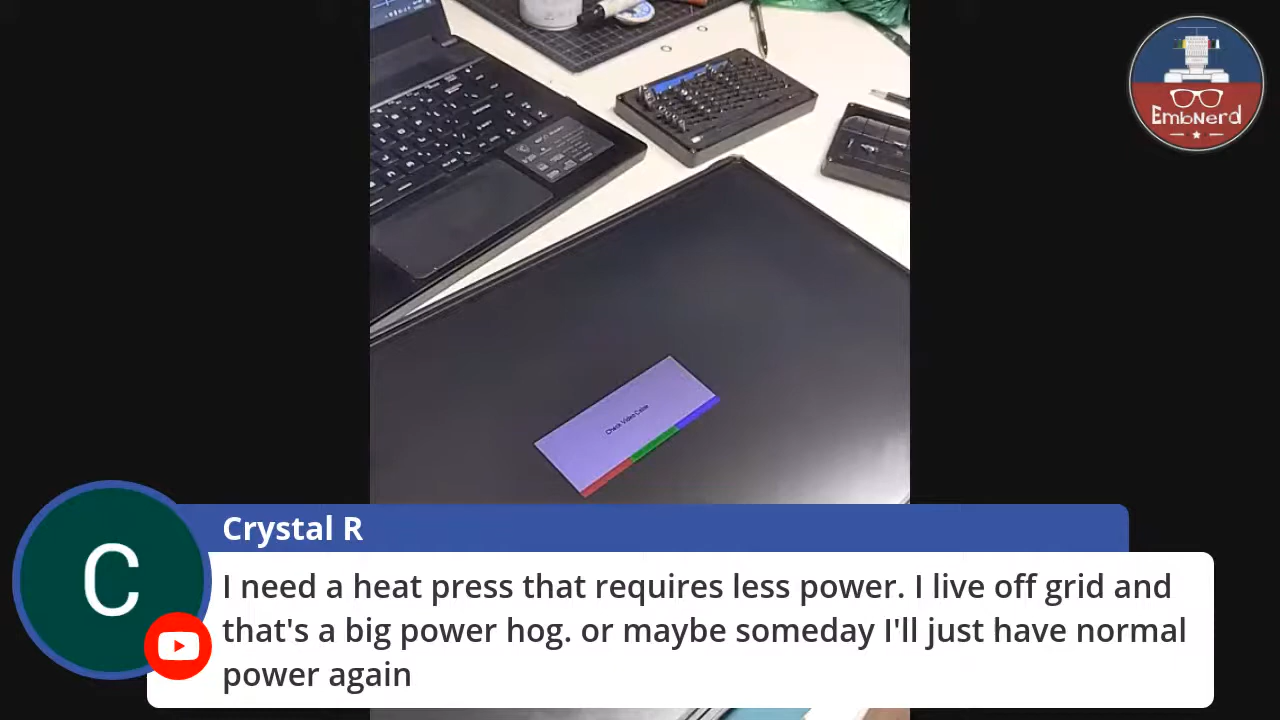 EmbNerd
Check Video Cable
C
Crystal R
I need a heat press that requires less power. I live off grid and
that's a big power hog. or maybe someday I'll just have normal
power again